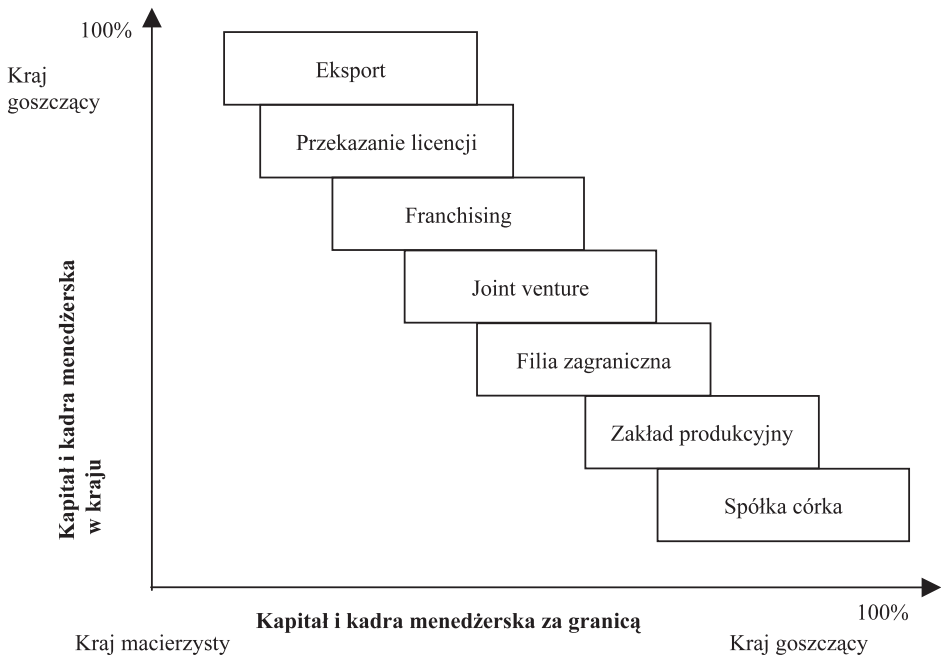 100%
Kraj
goszczący
Eksport
Przekazanie licencji
Franchising
Joint venture
Filia zagraniczna
Zakład produkcyjny
Spółka córka
Kapitał i kadra menedżerska
w kraju
100%
Kapitał i kadra menedżerska za granicą
Kraj macierzysty
Kraj goszczący